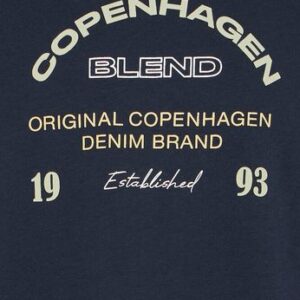 COPENHAGEN
BLEND
ORIGINAL COPENHAGEN
DENIM BRAND
19 Established 93